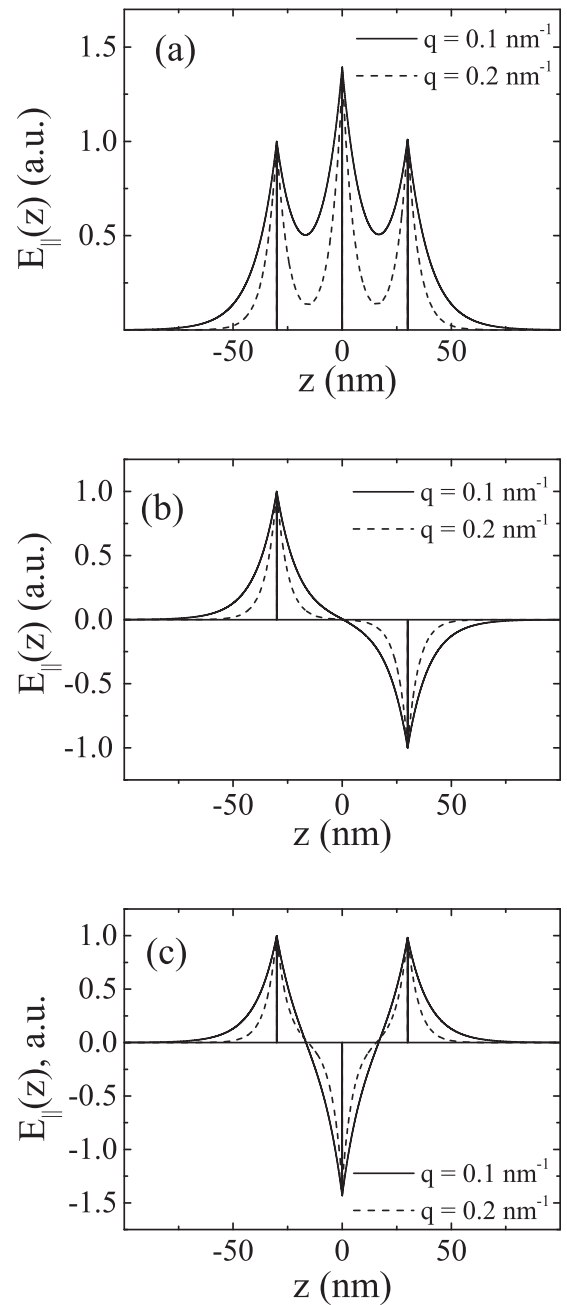 (a)
q = 0.1 nm⁻¹
q = 0.2 nm⁻¹
E∥(z) (a.u.)
1.5
1.0
0.5
-50 0 50
z (nm)
(b)
q = 0.1 nm⁻¹
q = 0.2 nm⁻¹
E∥(z) (a.u.)
1.0
0.5
0.0
-0.5
-1.0
-50 0 50
z (nm)
(c)
E∥(z), a.u.
1.0
0.5
0.0
-0.5
-1.0
-1.5
q = 0.1 nm⁻¹
q = 0.2 nm⁻¹
-50 0 50
z (nm)